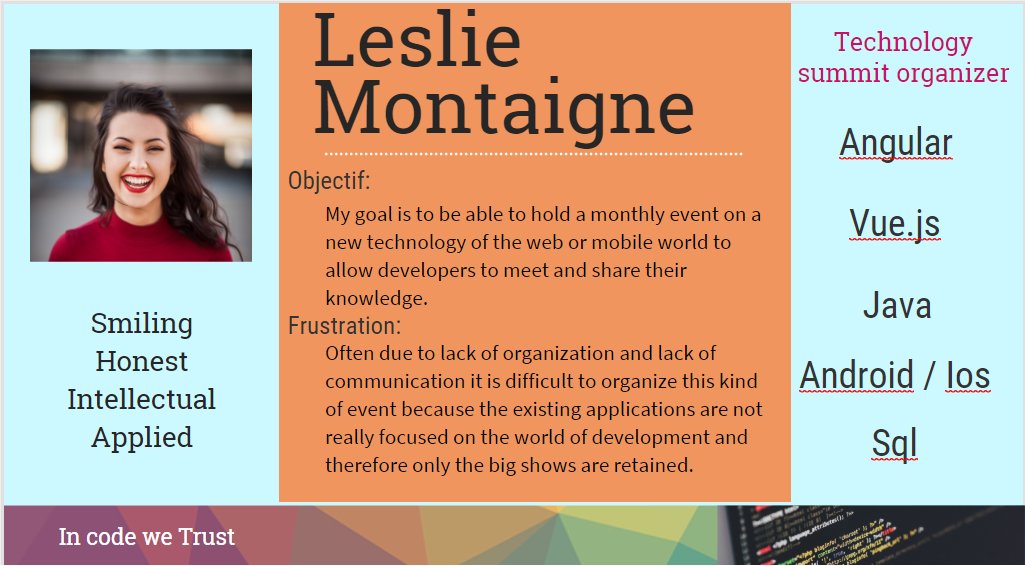 Leslie
Montaigne
Objectif:
My goal is to be able to hold a monthly event on a
new technology of the web or mobile world to
allow developers to meet and share their
knowledge.
Frustration:
Often due to lack of organization and lack of
communication it is difficult to organize this kind
of event because the existing applications are not
really focused on the world of development and
therefore only the big shows are retained.
Smiling
Honest
Intellectual
Applied
Technology
summit organizer
Angular
Vue.js
Java
Android / Ios
Sql
In code we Trust